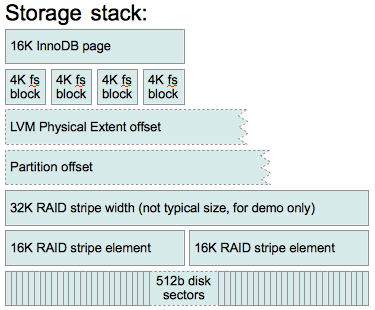 Storage stack:
16K InnoDB page
4K fs block
4K fs block
4K fs block
4K fs block
LVM Physical Extent offset
Partition offset
32K RAID stripe width (not typical size, for demo only)
16K RAID stripe element
16K RAID stripe element
512b disk
sectors